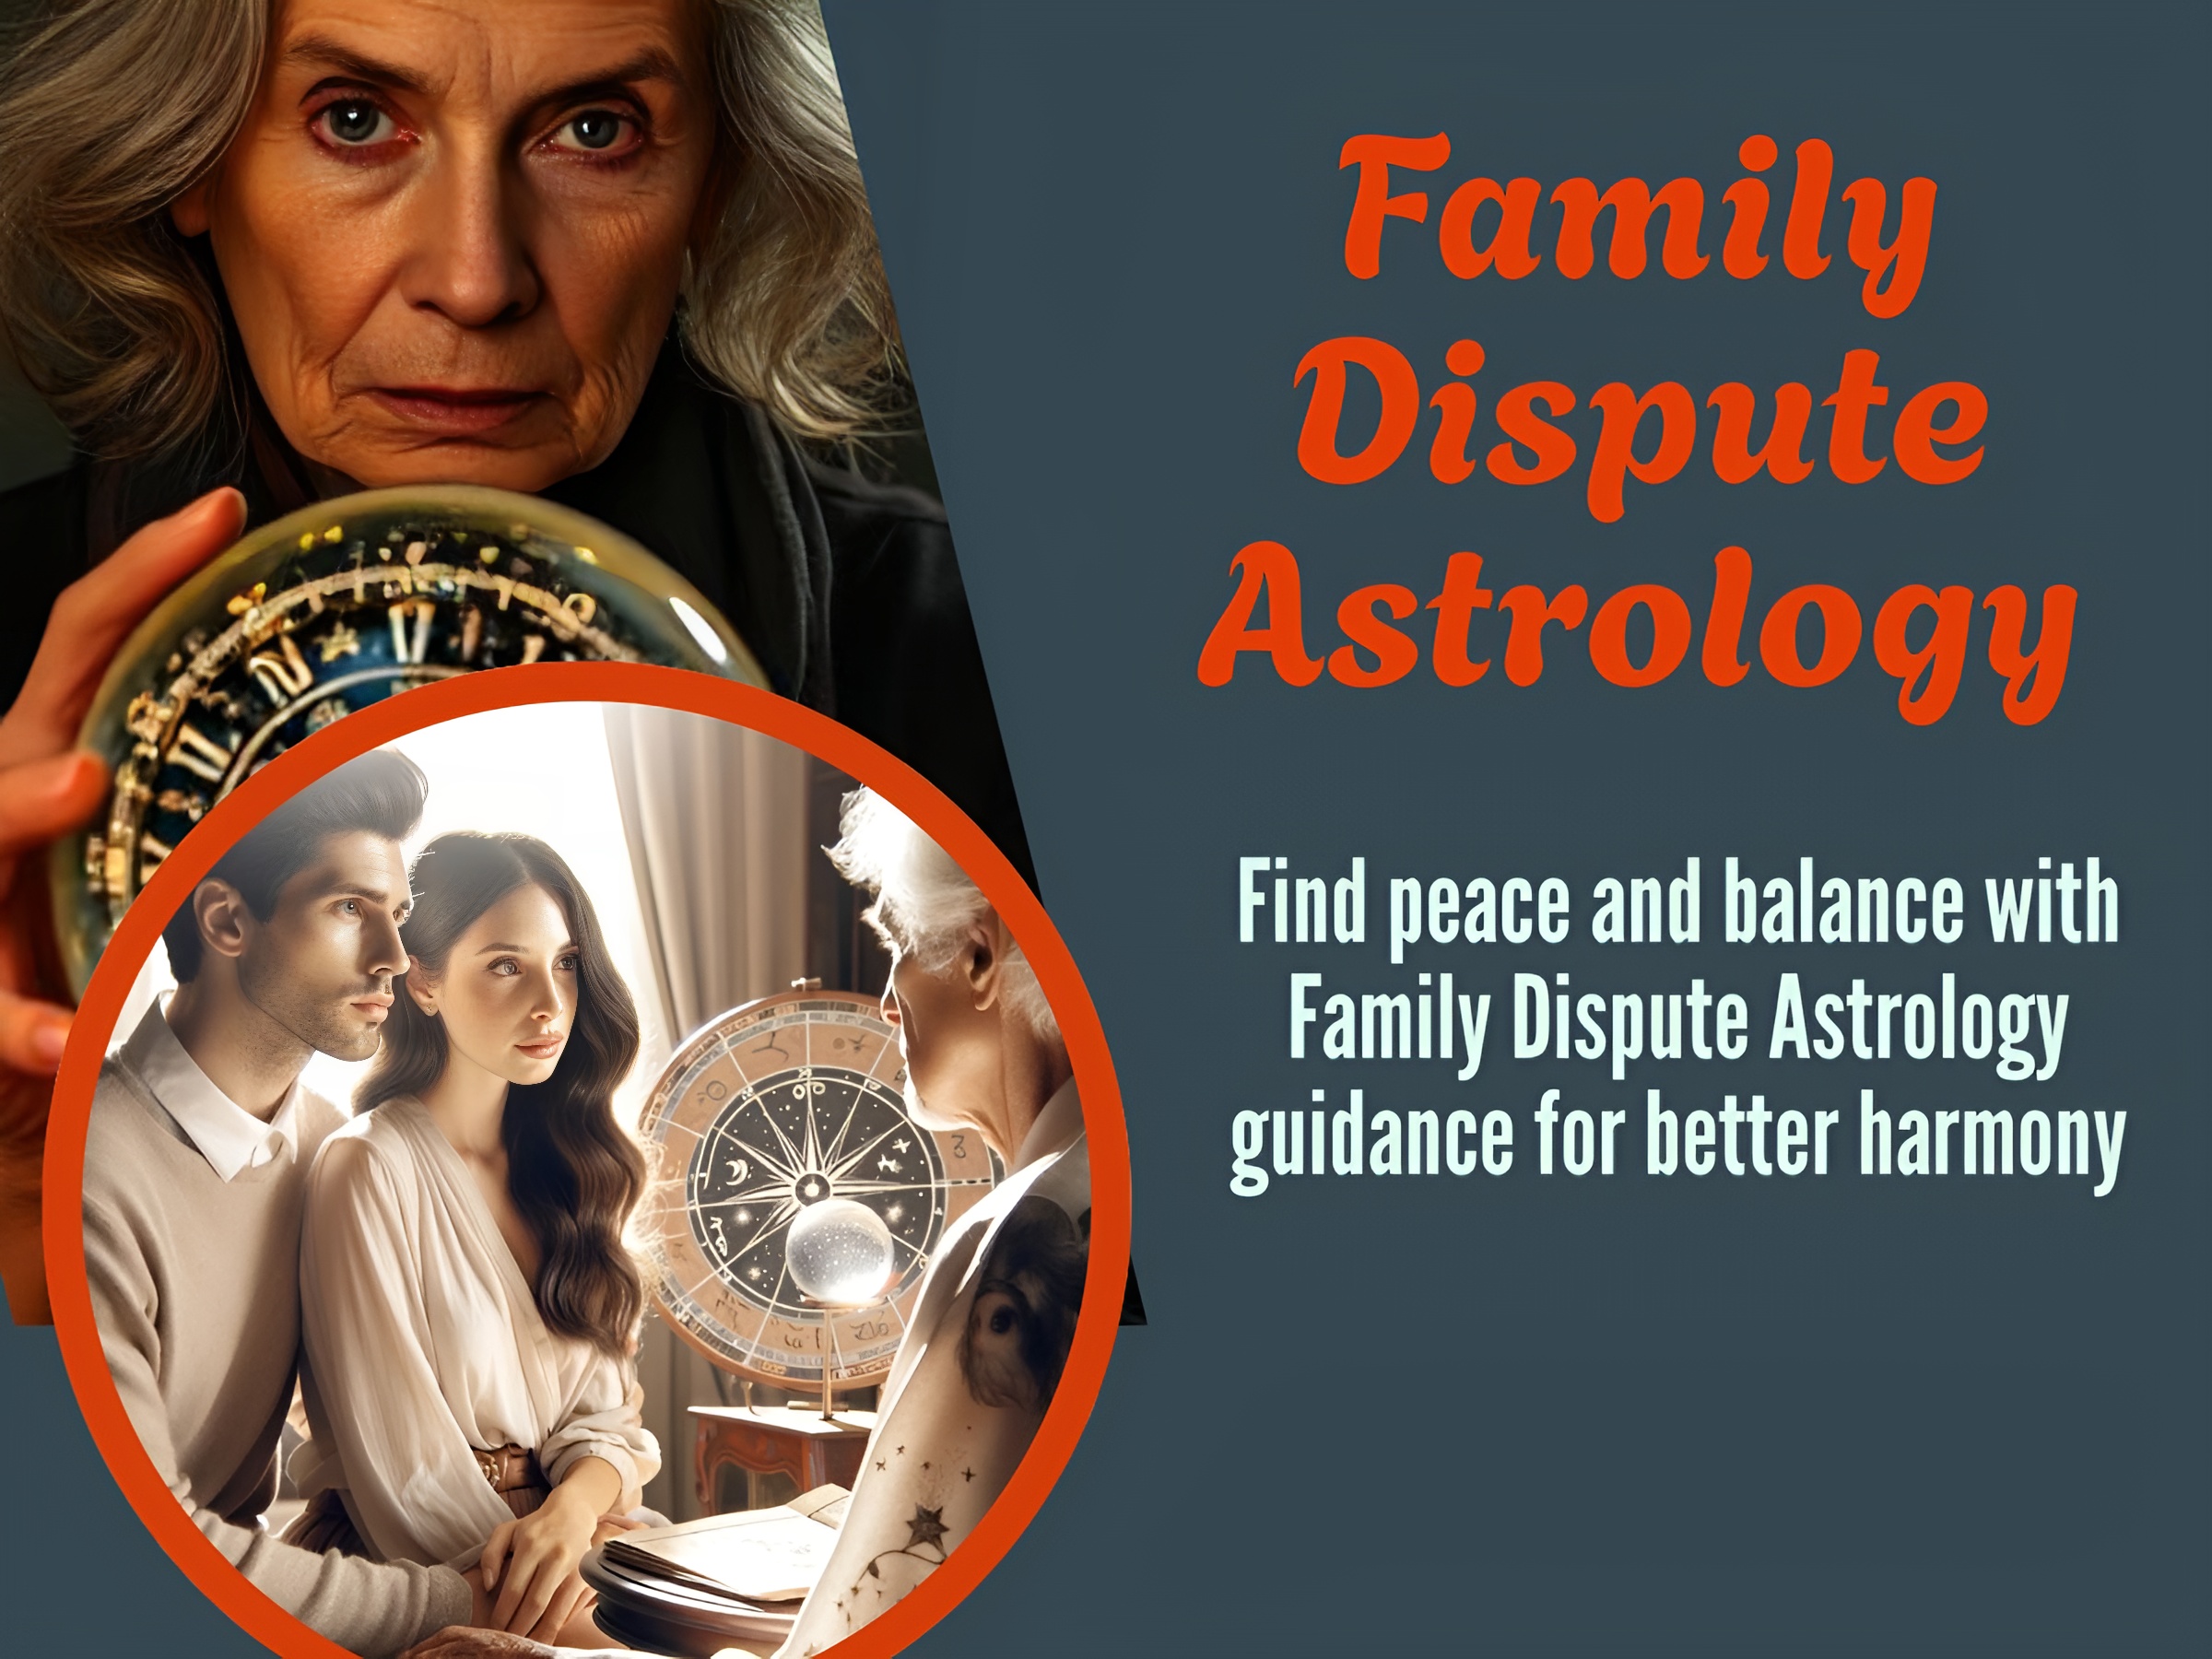 Family
Dispute
Astrology
Find peace and balance with
Family Dispute Astrology
guidance for better harmony